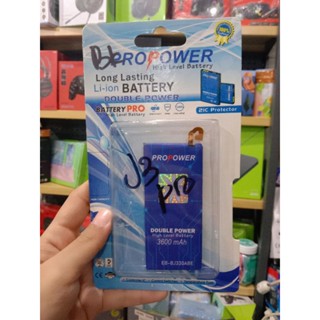 PROPOWER
High Level Battery
Long Lasting
Li-ion BATTERY
DOUBLE POWER
BATTERY PRO
2IC Protector
J3
Pro
PROPOWER
DOUBLE POWER
High Level Battery
3600 mAh